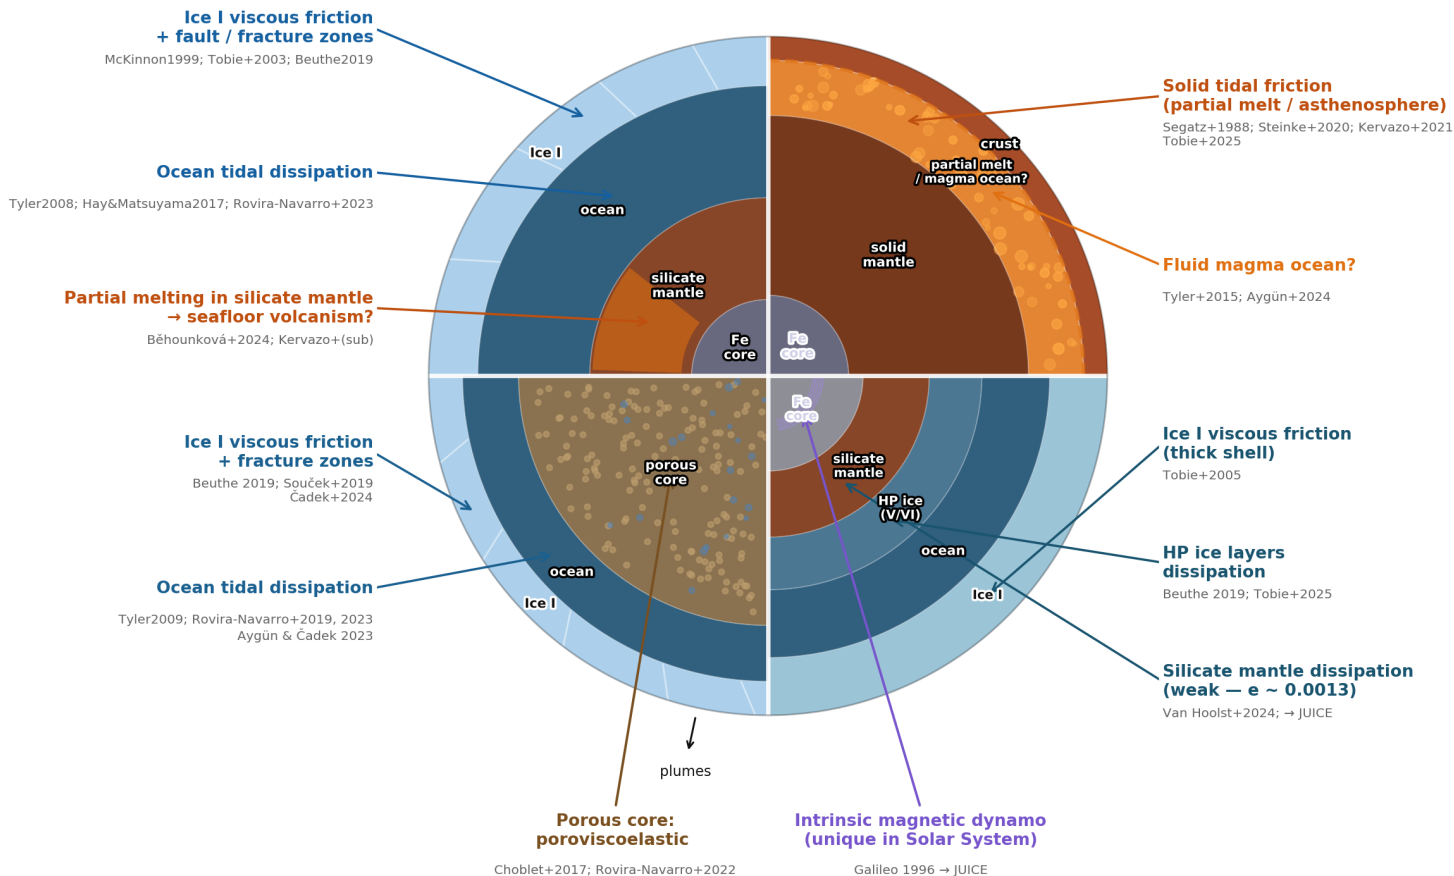 Ice I viscous friction
+ fault / fracture zones
McKinnon1999; Tobie+2003; Beuthe2019
Ocean tidal dissipation
Tyler2008; Hay&Matsuyama2017; Rovira-Navarro+2023
Partial melting in silicate mantle
→ seafloor volcanism?
Běhounková+2024; Kervazo+(sub)
Ice I
ocean
silicate
mantle
Fe
core
Solid tidal friction
(partial melt / asthenosphere)
Segatz+1988; Steinke+2020; Kervazo+2021
Tobie+2025
Fluid magma ocean?
Tyler+2015; Aygün+2024
crust
partial melt
/ magma ocean?
solid
mantle
Fe
core
Ice I viscous friction
+ fracture zones
Beuthe 2019; Souček+2019
Čadek+2024
Ocean tidal dissipation
Tyler2009; Rovira-Navarro+2019, 2023
Aygün & Čadek 2023
porous
core
ocean
Ice I
plumes
Porous core:
poroviscoelastic
Choblet+2017; Rovira-Navarro+2022
Fe
core
silicate
mantle
HP ice
(V/VI)
ocean
Ice I
Ice I viscous friction
(thick shell)
Tobie+2005
HP ice layers
dissipation
Beuthe 2019; Tobie+2025
Silicate mantle dissipation
(weak — e ~ 0.0013)
Van Hoolst+2024; → JUICE
Intrinsic magnetic dynamo
(unique in Solar System)
Galileo 1996 → JUICE